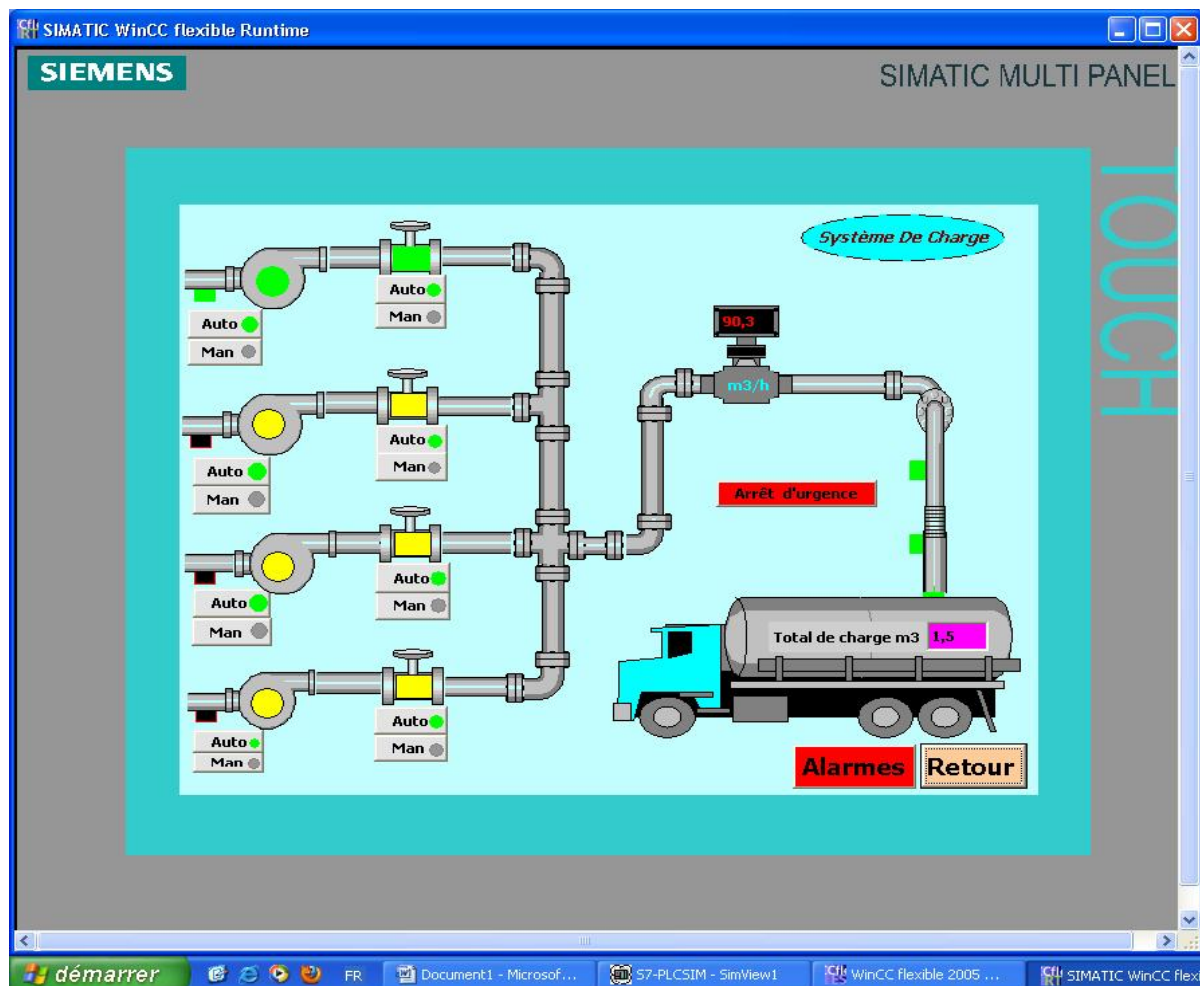 SIMATIC WinCC flexible Runtime
SIEMENS
SIMATIC MULTI PANEL
TOUCH
Système De Charge
Auto
Man
Auto
Man
90,3
m3/h
Auto
Man
Auto
Man
Arrêt d'urgence
Auto
Man
Auto
Man
Total de charge m3 1,5
Auto
Man
Auto
Man
Alarmes
Retour
démarrer
FR
Document1 - Microsof...
S7-PLCSIM - SimView1
WinCC flexible 2005 ...
SIMATIC WinCC flexi